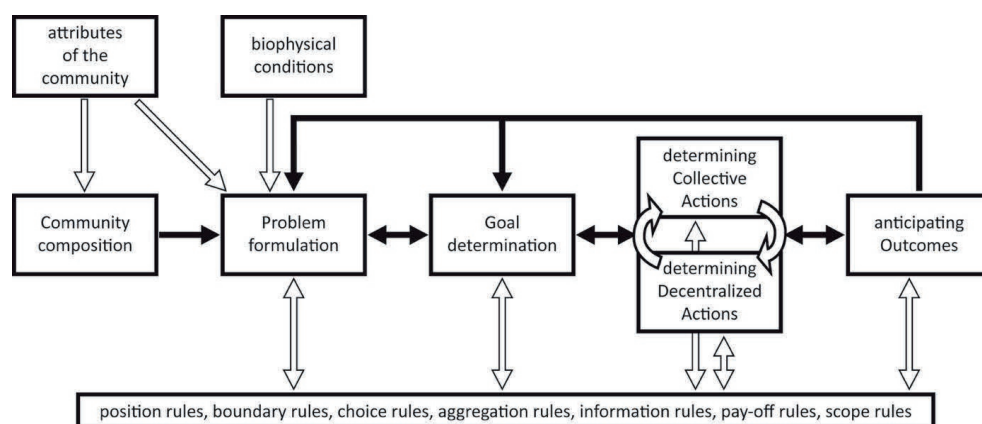 attributes
of the
community
biophysical
conditions
Community
composition
Problem
formulation
Goal
determination
determining
Collective
Actions
determining
Decentralized
Actions
anticipating
Outcomes
position rules, boundary rules, choice rules, aggregation rules, information rules, pay-off rules, scope rules